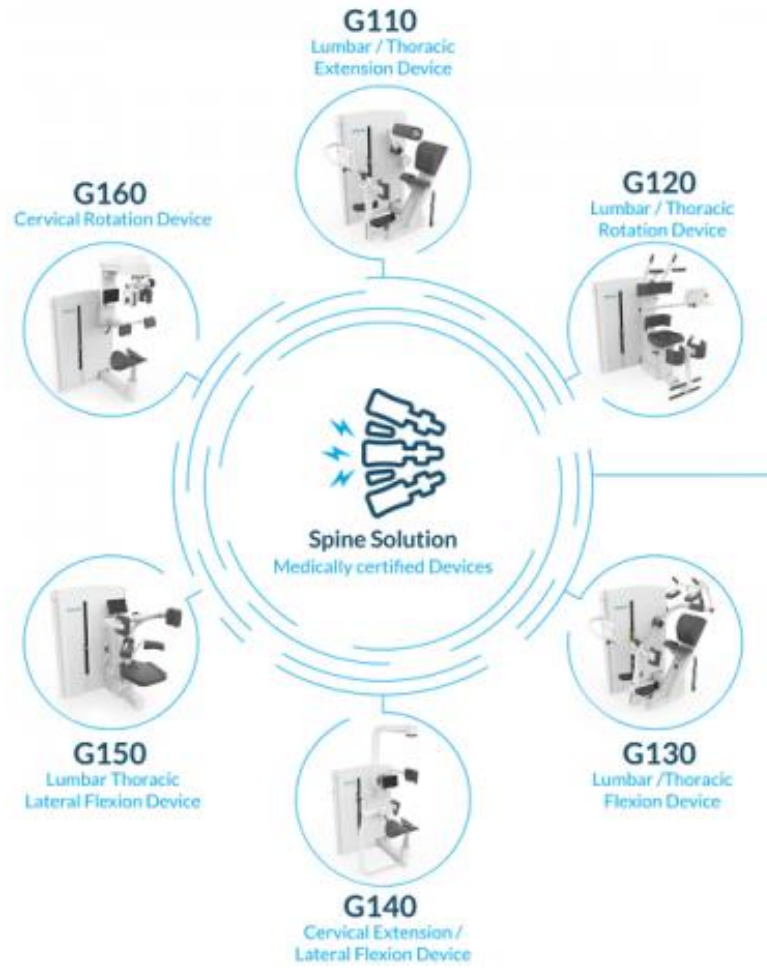 G110
Lumbar / Thoracic
Extension Device
G160
Cervical Rotation Device
G120
Lumbar / Thoracic
Rotation Device
Spine Solution
Medically certified Devices
G150
Lumbar Thoracic
Lateral Flexion Device
G130
Lumbar /Thoracic
Flexion Device
G140
Cervical Extension /
Lateral Flexion Device